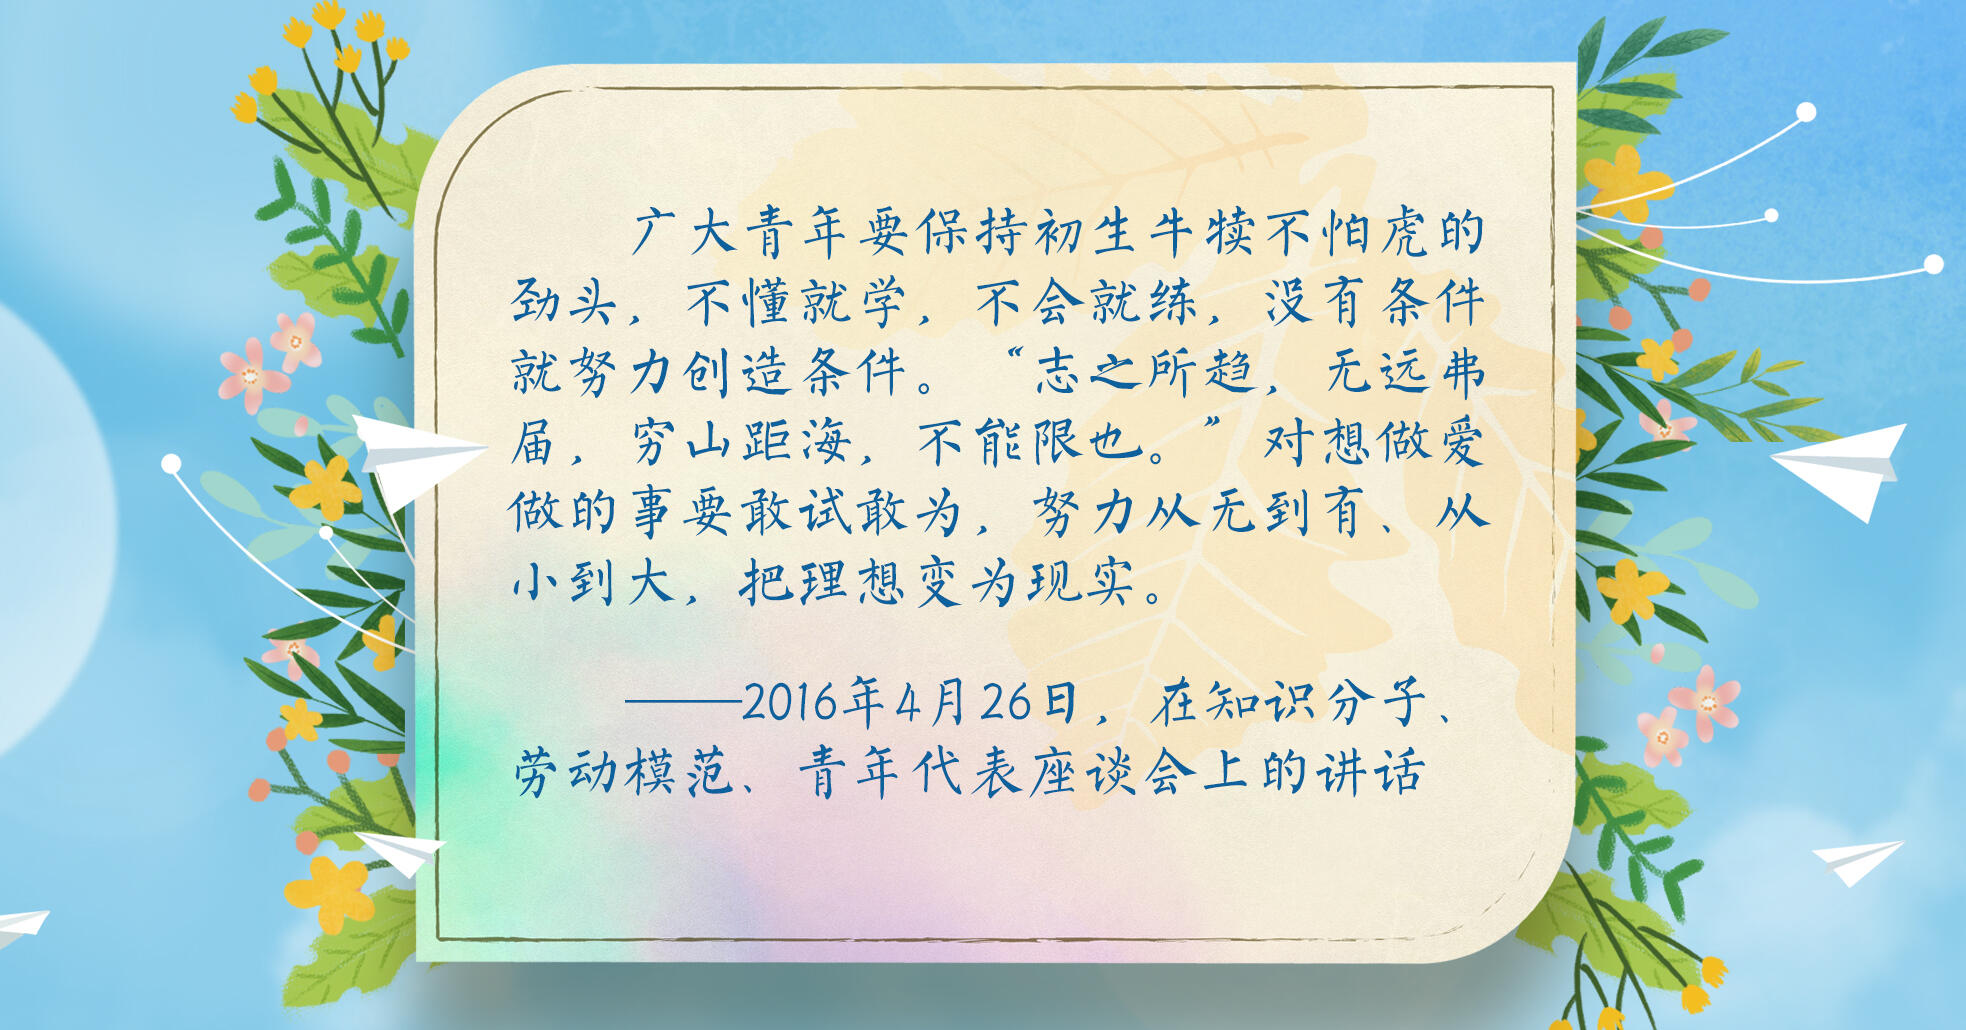 广大青年要保持初生牛犊不怕虎的
劲头，不懂就学，不会就练，没有条件
就努力创造条件。“志之所趋，无远弗
届，穷山距海，不能限也。”对想做爱
做的事要敢试敢为，努力从无到有、从
小到大，把理想变为现实。
——2016年4月26日，在知识分子、
劳动模范、青年代表座谈会上的讲话